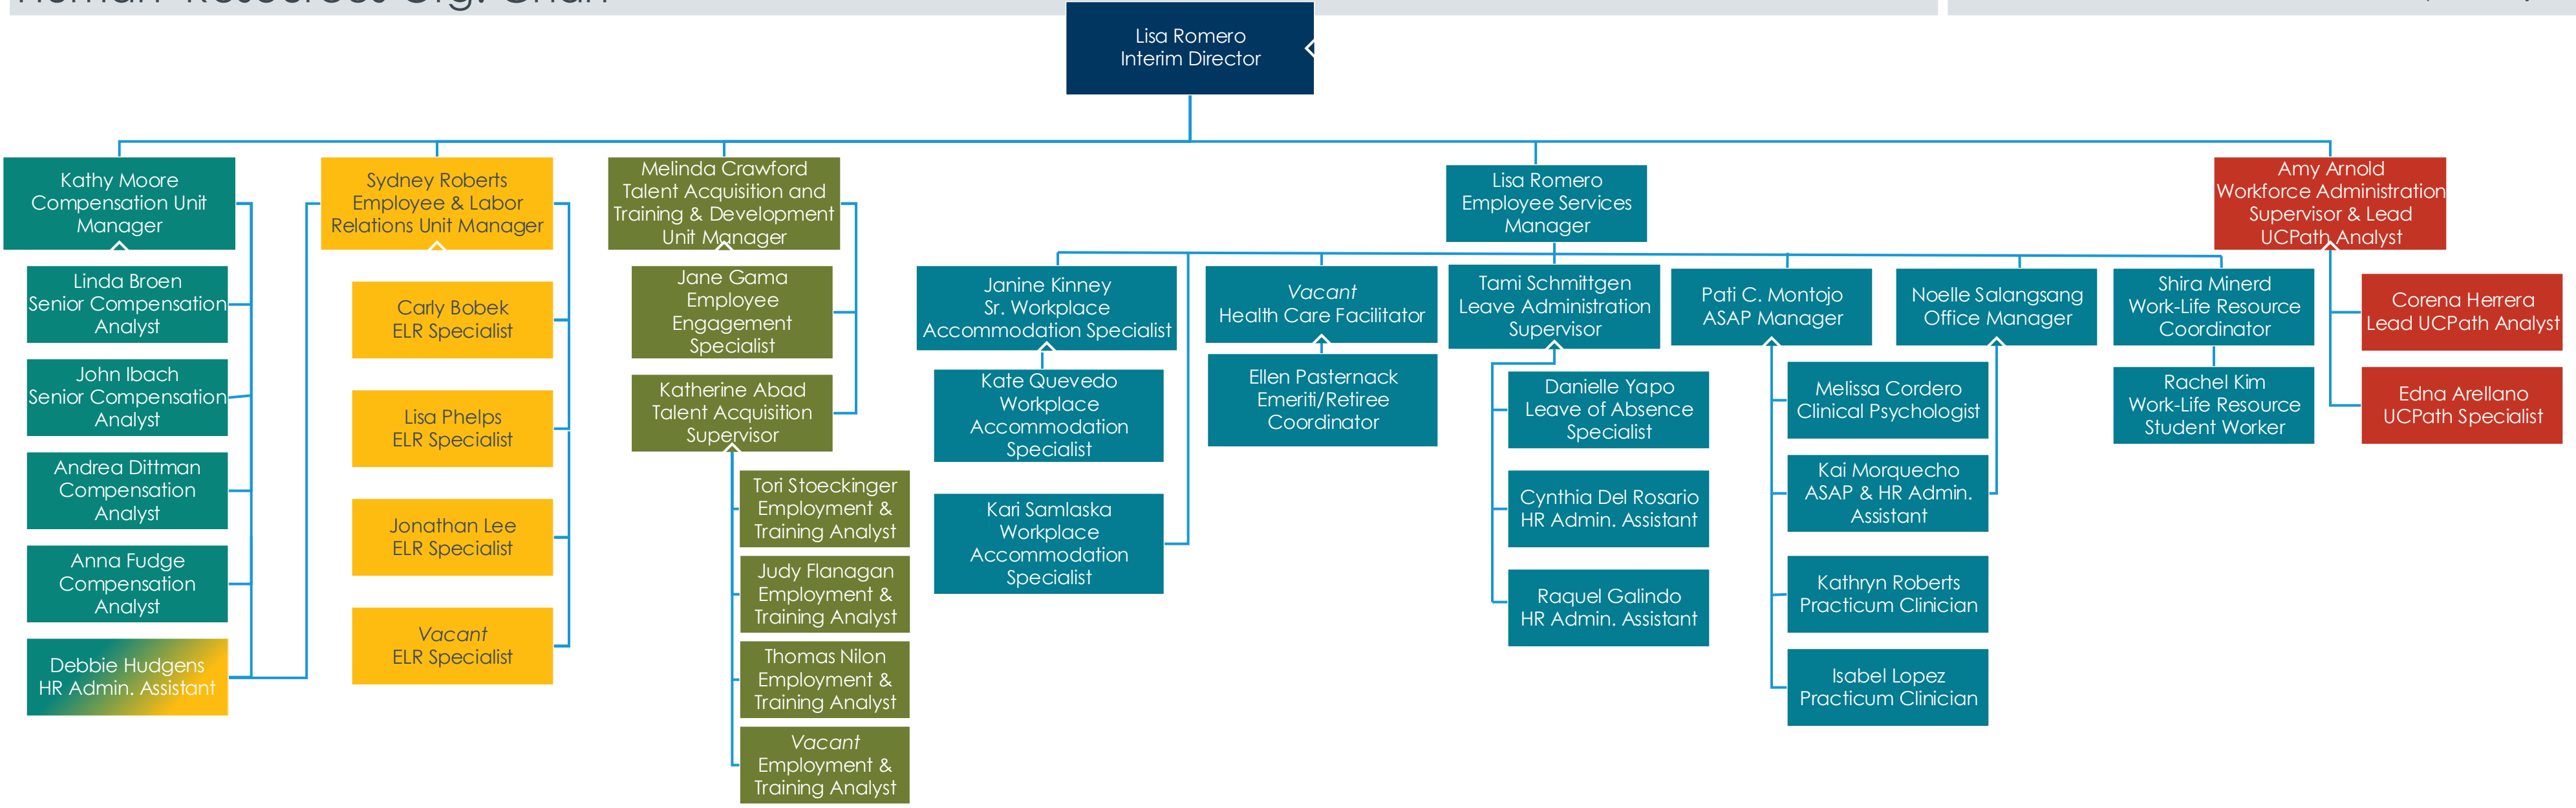 Human Resources Org. Chart
Lisa Romero
Interim Director
Kathy Moore
Compensation Unit
Manager
Linda Broen
Senior Compensation
Analyst
John Ibach
Senior Compensation
Analyst
Andrea Dittman
Compensation
Analyst
Anna Fudge
Compensation
Analyst
Debbie Hudgens
HR Admin. Assistant
Sydney Roberts
Employee & Labor
Relations Unit Manager
Carly Bobek
ELR Specialist
Lisa Phelps
ELR Specialist
Jonathan Lee
ELR Specialist
Vacant
ELR Specialist
Melinda Crawford
Talent Acquisition and
Training & Development
Unit Manager
Jane Gama
Employee
Engagement
Specialist
Katherine Abad
Talent Acquisition
Supervisor
Tori Stoeckinger
Employment &
Training Analyst
Judy Flanagan
Employment &
Training Analyst
Thomas Nilon
Employment &
Training Analyst
Vacant
Employment &
Training Analyst
Lisa Romero
Employee Services
Manager
Janine Kinney
Sr. Workplace
Accommodation Specialist
Kate Quevedo
Workplace
Accommodation
Specialist
Kari Samlaska
Workplace
Accommodation
Specialist
Vacant
Health Care Facilitator
Ellen Pasternack
Emeriti/Retiree
Coordinator
Tami Schmittgen
Leave Administration
Supervisor
Danielle Yapo
Leave of Absence
Specialist
Cynthia Del Rosario
HR Admin. Assistant
Raquel Galindo
HR Admin. Assistant
Pati C. Montojo
ASAP Manager
Melissa Cordero
Clinical Psychologist
Kai Morquecho
ASAP & HR Admin.
Assistant
Kathryn Roberts
Practicum Clinician
Isabel Lopez
Practicum Clinician
Noelle Salangsang
Office Manager
Shira Minerd
Work-Life Resource
Coordinator
Rachel Kim
Work-Life Resource
Student Worker
Amy Arnold
Workforce Administration
Supervisor & Lead
UCPath Analyst
Corena Herrera
Lead UCPath Analyst
Edna Arellano
UCPath Specialist